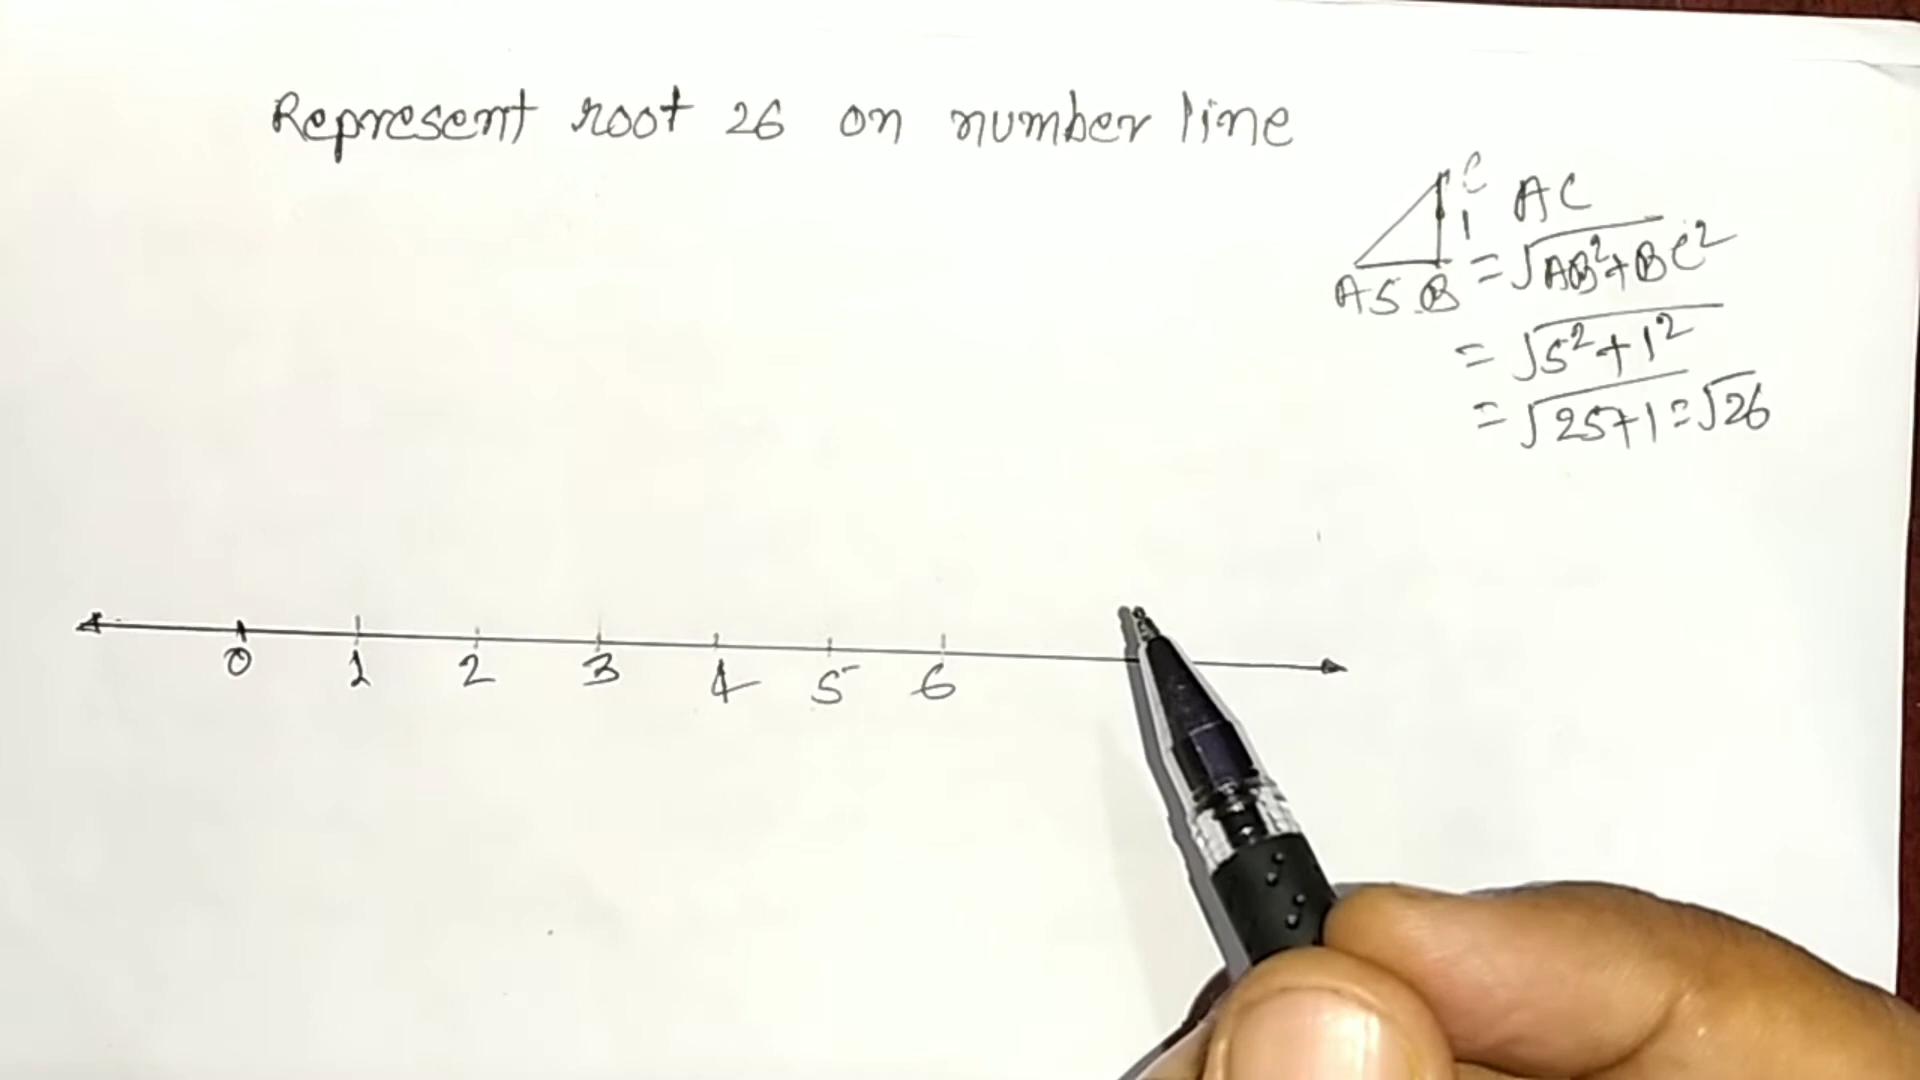 Represent root 26 on number line
C
1
A 5 B
AC
= √AB²+BC²
= √5²+1²
= √25+1 = √26
0 1 2 3 4 5 6